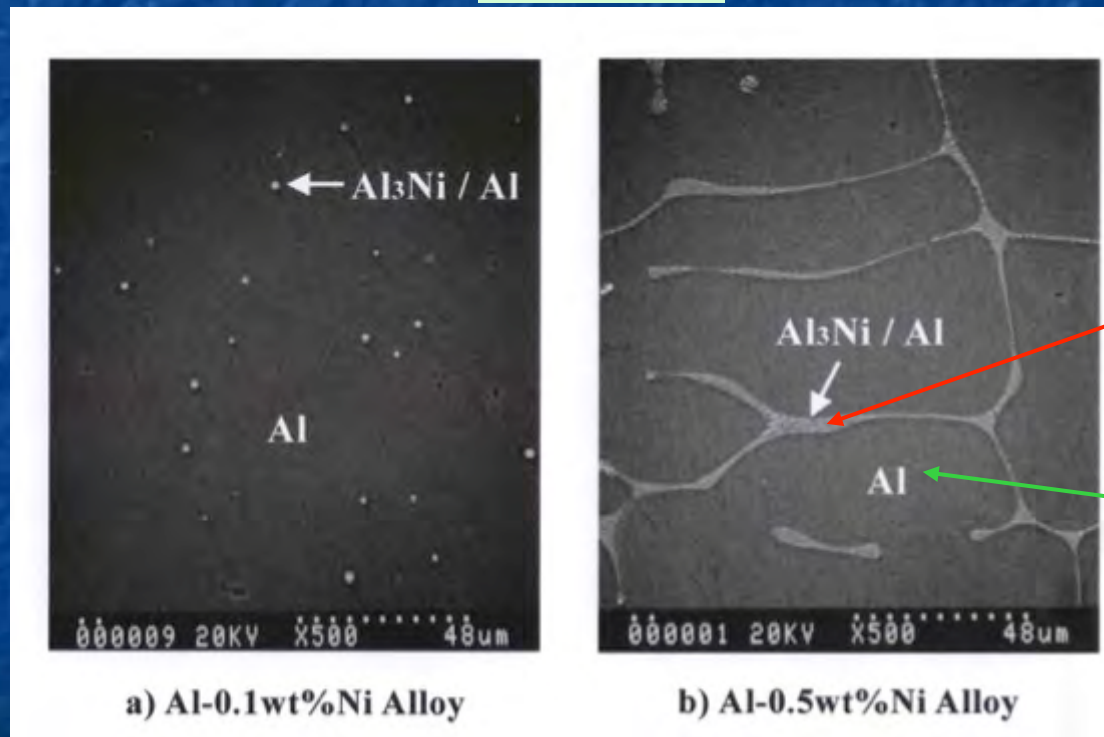 Al₃Ni / Al
Al
000009 20KV X500 48um
a) Al-0.1wt%Ni Alloy
Al₃Ni / Al
Al
000001 20KV X500 48um
b) Al-0.5wt%Ni Alloy